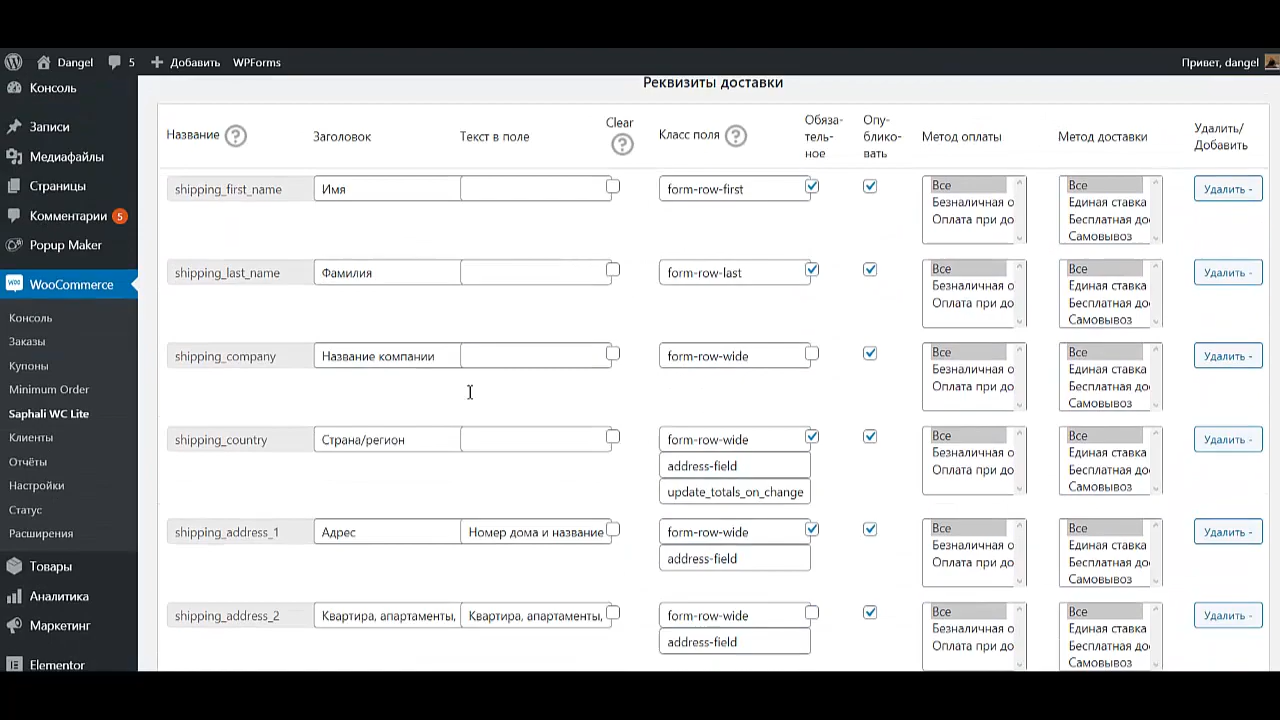 Dangel
5
Добавить
WPForms
Привет, dangel
Консоль
Записи
Медиафайлы
Страницы
Комментарии 5
Popup Maker
WooCommerce
Консоль
Заказы
Купоны
Minimum Order
Saphali WC Lite
Клиенты
Отчёты
Настройки
Статус
Расширения
Товары
Аналитика
Маркетинг
Elementor
Реквизиты доставки
Название ?
Заголовок
Текст в поле
Clear ?
Класс поля ?
Обяза-
тель-
ное
Опу-
блико-
вать
Метод оплаты
Метод доставки
Удалить/
Добавить
shipping_first_name
Имя
form-row-first
Все
Безналичная о
Оплата при до
Все
Единая ставка
Бесплатная до
Самовывоз
Удалить -
shipping_last_name
Фамилия
form-row-last
Все
Безналичная о
Оплата при до
Все
Единая ставка
Бесплатная до
Самовывоз
Удалить -
shipping_company
Название компании
form-row-wide
Все
Безналичная о
Оплата при до
Все
Единая ставка
Бесплатная до
Самовывоз
Удалить -
shipping_country
Страна/регион
form-row-wide
address-field
update_totals_on_change
Все
Безналичная о
Оплата при до
Все
Единая ставка
Бесплатная до
Самовывоз
Удалить -
shipping_address_1
Адрес
Номер дома и название
form-row-wide
address-field
Все
Безналичная о
Оплата при до
Все
Единая ставка
Бесплатная до
Самовывоз
Удалить -
shipping_address_2
Квартира, апартаменты,
Квартира, апартаменты,
form-row-wide
address-field
Все
Безналичная о
Оплата при до
Все
Единая ставка
Бесплатная до
Самовывоз
Удалить -